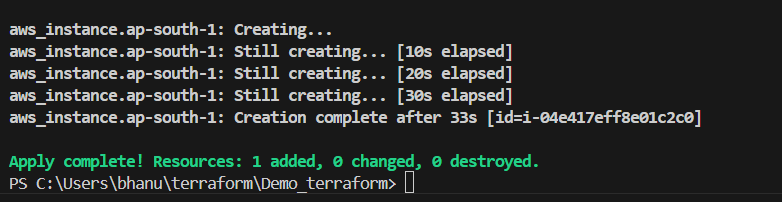 aws_instance.ap-south-1: Creating...
aws_instance.ap-south-1: Still creating... [10s elapsed]
aws_instance.ap-south-1: Still creating... [20s elapsed]
aws_instance.ap-south-1: Still creating... [30s elapsed]
aws_instance.ap-south-1: Creation complete after 33s [id=i-04e417eff8e01c2c0]
Apply complete! Resources: 1 added, 0 changed, 0 destroyed.
PS C:\Users\bhanu\terraform\Demo_terraform>